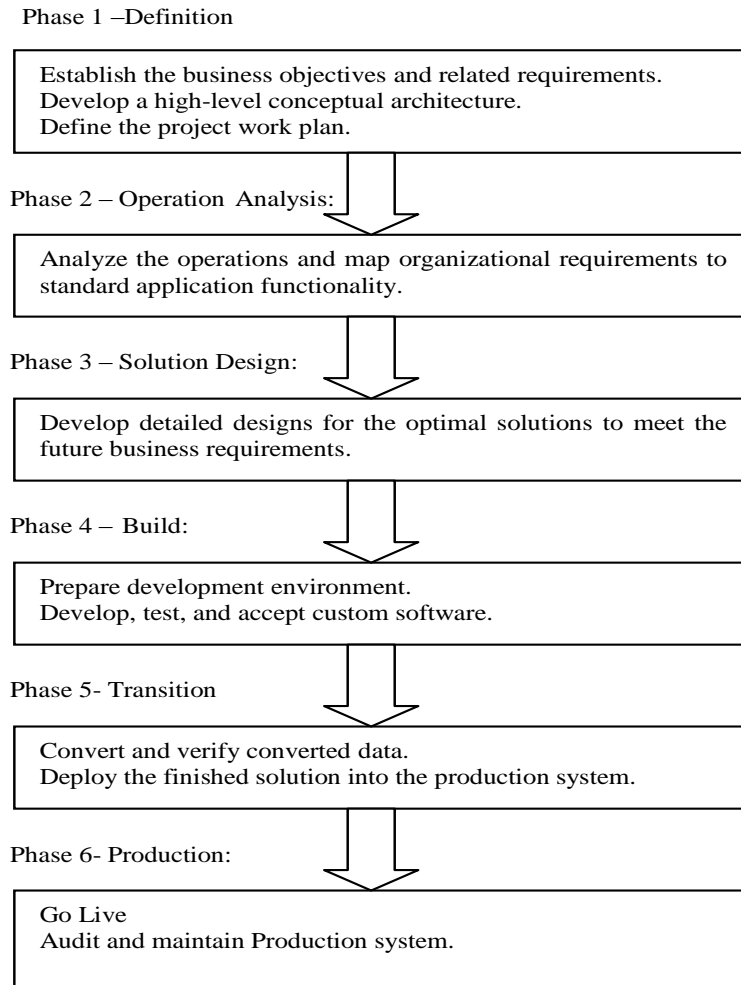 Phase 1 –Definition
Establish the business objectives and related requirements.
Develop a high-level conceptual architecture.
Define the project work plan.
Phase 2 – Operation Analysis:
Analyze the operations and map organizational requirements to
standard application functionality.
Phase 3 – Solution Design:
Develop detailed designs for the optimal solutions to meet the
future business requirements.
Phase 4 – Build:
Prepare development environment.
Develop, test, and accept custom software.
Phase 5- Transition
Convert and verify converted data.
Deploy the finished solution into the production system.
Phase 6- Production:
Go Live
Audit and maintain Production system.